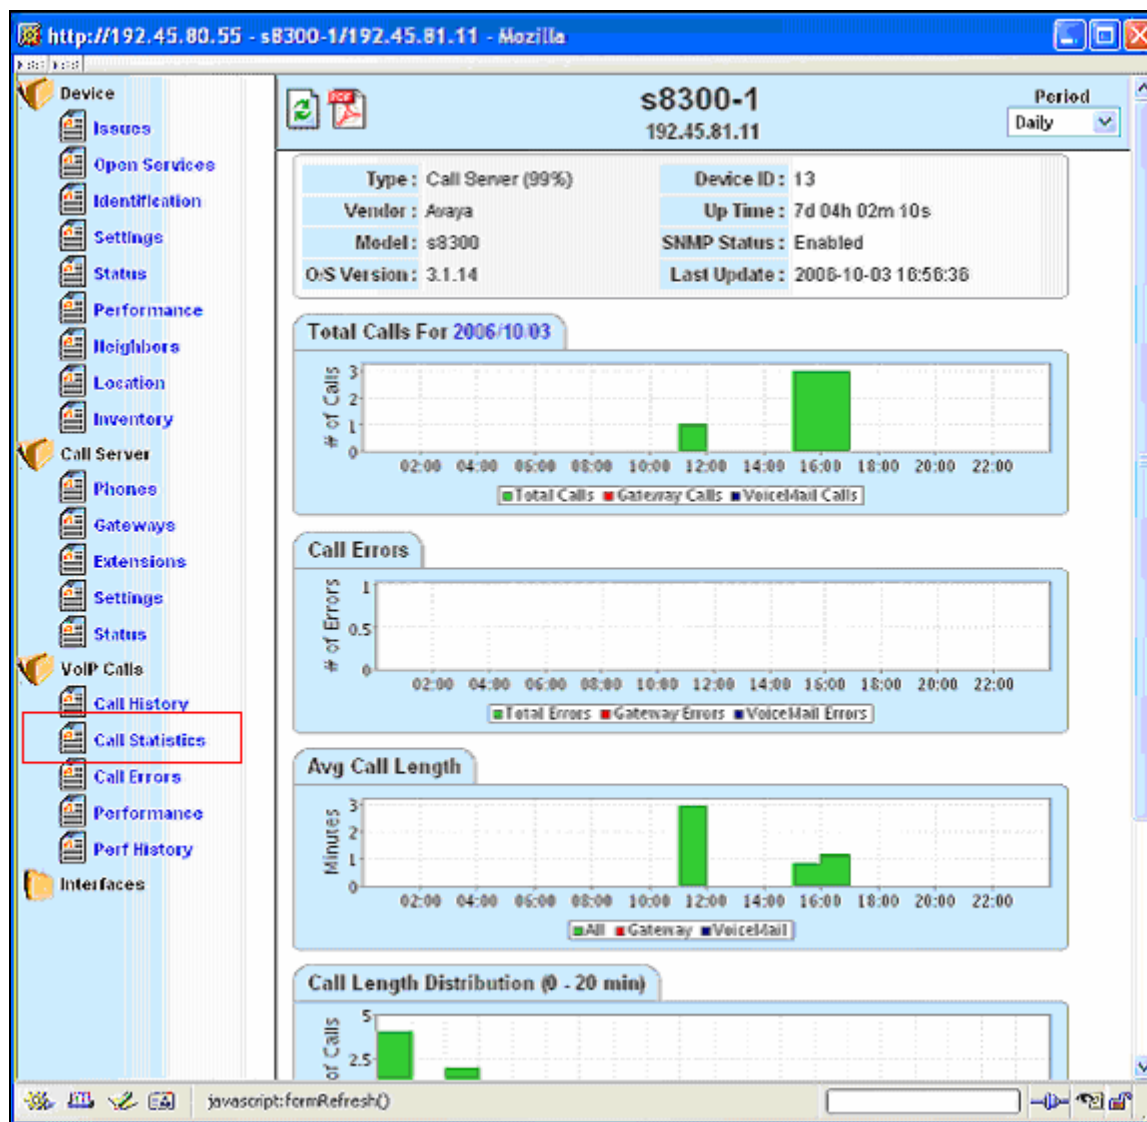 http://192.45.80.55 - s8300-1/192.45.81.11 - Mozilla
Device
Issues
Open Services
Identification
Settings
Status
Performance
Neighbors
Location
Inventory
Call Server
Phones
Gateways
Extensions
Settings
Status
VoIP Calls
Call History
Call Statistics
Call Errors
Performance
Perf History
Interfaces
s8300-1
192.45.81.11
Period
Daily
Type : Call Server (99%)
Device ID : 13
Vendor : Avaya
Up Time : 7d 04h 02m 10s
Model : s8300
SNMP Status : Enabled
O/S Version : 3.1.14
Last Update : 2006-10-03 16:56:36
Total Calls For 2006/10/03
# of Calls
3
2
1
0
02:00 04:00 06:00 08:00 10:00 12:00 14:00 16:00 18:00 20:00 22:00
Total Calls Gateway Calls VoiceMail Calls
Call Errors
# of Errors
1
0.5
0
02:00 04:00 06:00 08:00 10:00 12:00 14:00 16:00 18:00 20:00 22:00
Total Errors Gateway Errors VoiceMail Errors
Avg Call Length
Minutes
3
2
1
0
02:00 04:00 06:00 08:00 10:00 12:00 14:00 16:00 18:00 20:00 22:00
All Gateway VoiceMail
Call Length Distribution (0 - 20 min)
of Calls
5
2.5
javascript:formRefresh()